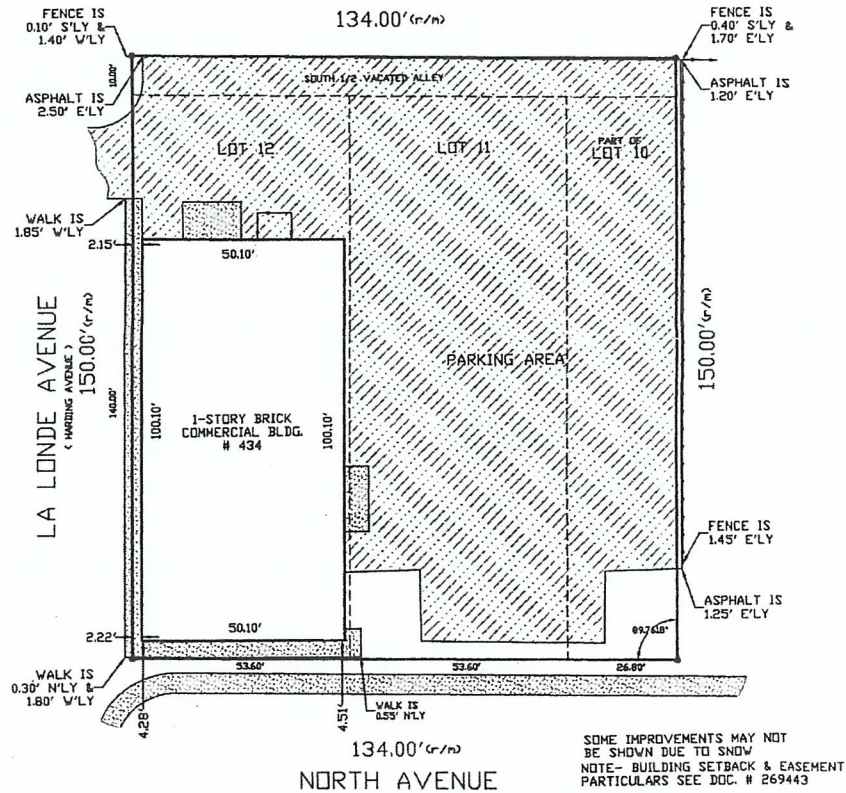 FENCE IS
0.10' S'LY &
1.40' W'LY
134.00'(r/m)
FENCE IS
0.40' S'LY &
1.70' E'LY
10.00'
SOUTH 1/2 VACATED ALLEY
ASPHALT IS
2.50' E'LY
ASPHALT IS
1.20' E'LY
LOT 12
LOT 11
PART OF
LOT 10
WALK IS
1.85' W'LY
2.15'
50.10'
LA LONDE AVENUE
( HARDING AVENUE )
150.00'(r/m)
140.00'
100.10'
1-STORY BRICK
COMMERCIAL BLDG.
# 434
100.10'
PARKING AREA
150.00'(r/m)
FENCE IS
1.45' E'LY
ASPHALT IS
1.25' E'LY
89.7618°
2.22'
50.10'
53.60'
53.60'
26.80'
WALK IS
0.30' N'LY &
1.80' W'LY
4.28'
4.51'
WALK IS
0.55' N'LY
134.00'(r/m)
NORTH AVENUE
SOME IMPROVEMENTS MAY NOT
BE SHOWN DUE TO SNOW
NOTE- BUILDING SETBACK & EASEMENT
PARTICULARS SEE DOC. # 269443